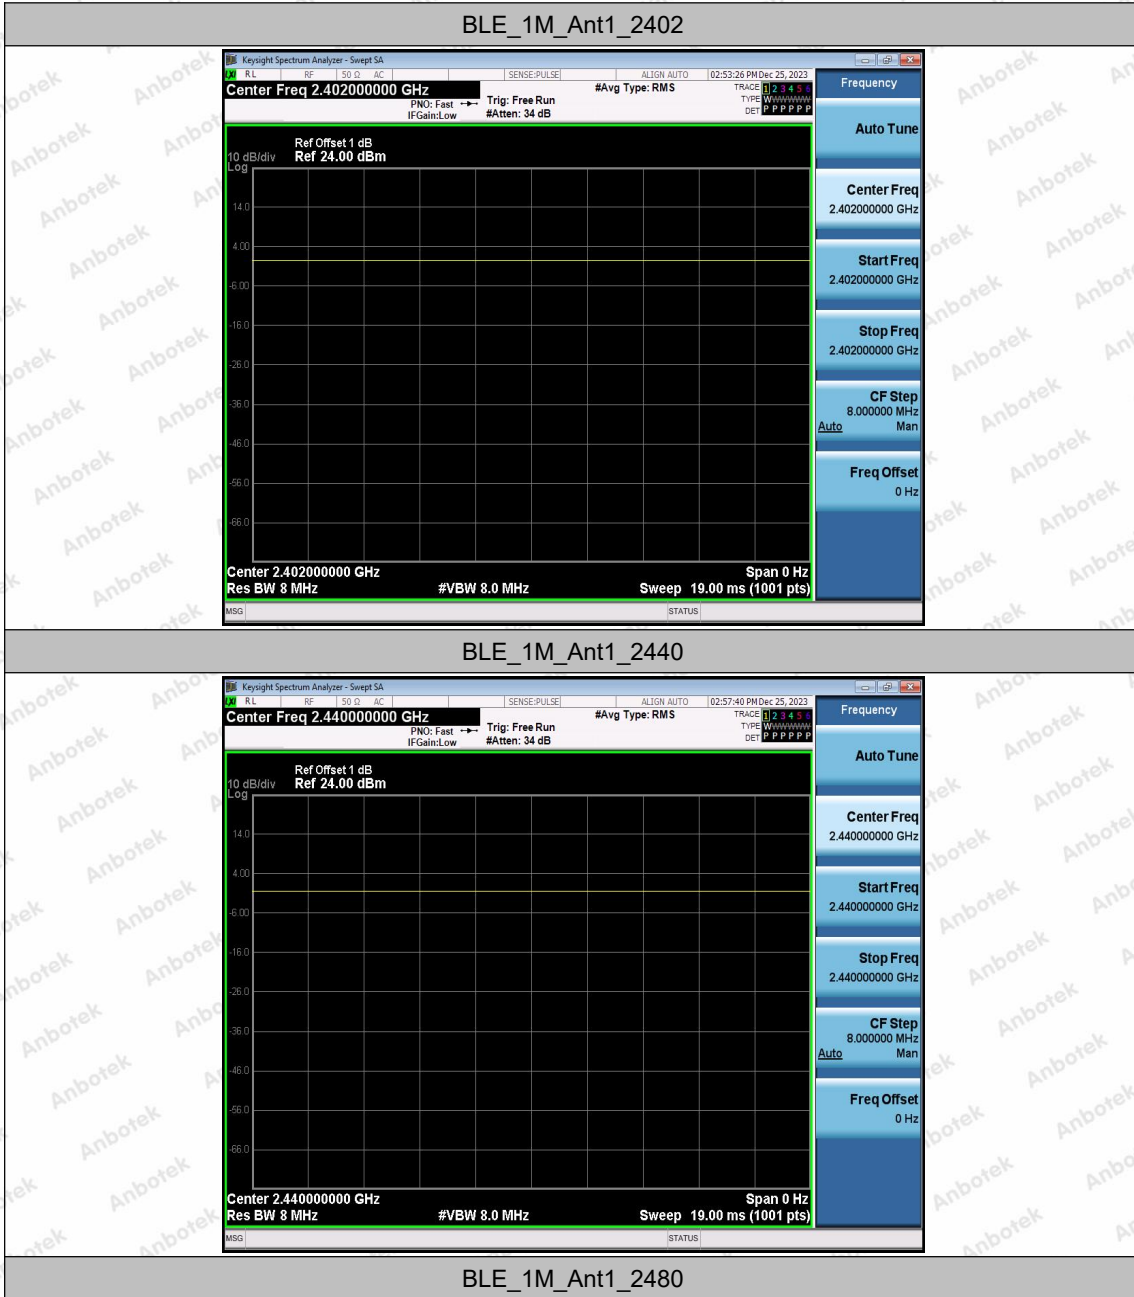 BLE_1M_Ant1_2402
Keysight Spectrum Analyzer - Swept SA
LXI RL RF 50 Ω AC SENSE:PULSE ALIGN AUTO 02:53:26 PM Dec 25, 2023
Center Freq 2.402000000 GHz
#Avg Type: RMS
TRACE 1 2 3 4 5 6
PNO: Fast Trig: Free Run
TYPE WWWWWW
IFGain:Low #Atten: 34 dB
DET P P P P P P
Ref Offset 1 dB
10 dB/div Ref 24.00 dBm
Log
14.0
4.00
-6.00
-16.0
-26.0
-36.0
-46.0
-56.0
-66.0
Center 2.402000000 GHz Span 0 Hz
Res BW 8 MHz #VBW 8.0 MHz Sweep 19.00 ms (1001 pts)
MSG STATUS
Frequency
Auto Tune
Center Freq
2.402000000 GHz
Start Freq
2.402000000 GHz
Stop Freq
2.402000000 GHz
CF Step
8.000000 MHz
Auto Man
Freq Offset
0 Hz
BLE_1M_Ant1_2440
Keysight Spectrum Analyzer - Swept SA
LXI RL RF 50 Ω AC SENSE:PULSE ALIGN AUTO 02:57:40 PM Dec 25, 2023
Center Freq 2.440000000 GHz
#Avg Type: RMS
TRACE 1 2 3 4 5 6
PNO: Fast Trig: Free Run
TYPE WWWWWW
IFGain:Low #Atten: 34 dB
DET P P P P P P
Ref Offset 1 dB
10 dB/div Ref 24.00 dBm
Log
14.0
4.00
-6.00
-16.0
-26.0
-36.0
-46.0
-56.0
-66.0
Center 2.440000000 GHz Span 0 Hz
Res BW 8 MHz #VBW 8.0 MHz Sweep 19.00 ms (1001 pts)
MSG STATUS
Frequency
Auto Tune
Center Freq
2.440000000 GHz
Start Freq
2.440000000 GHz
Stop Freq
2.440000000 GHz
CF Step
8.000000 MHz
Auto Man
Freq Offset
0 Hz
BLE_1M_Ant1_2480
Anbotek